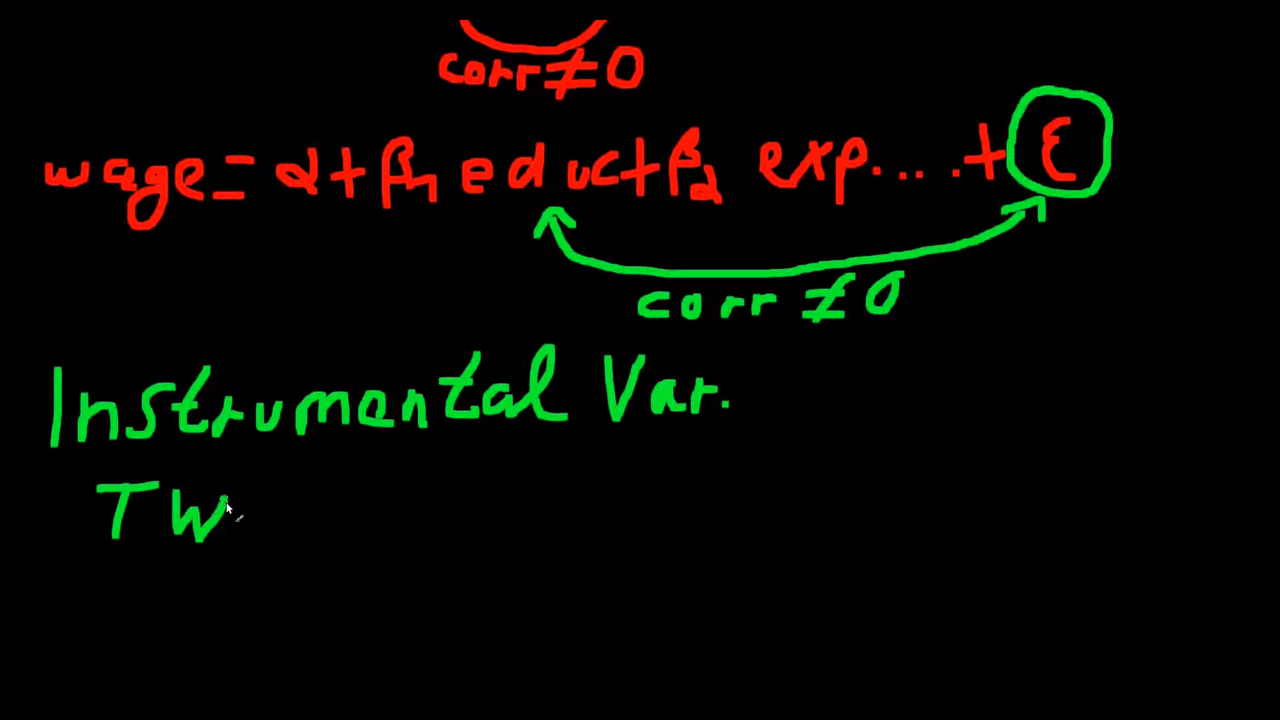 corr ≠ 0
wage = α + β1 educ + β2 exp..... + ε
corr ≠ 0
Instrumental Var.
TW